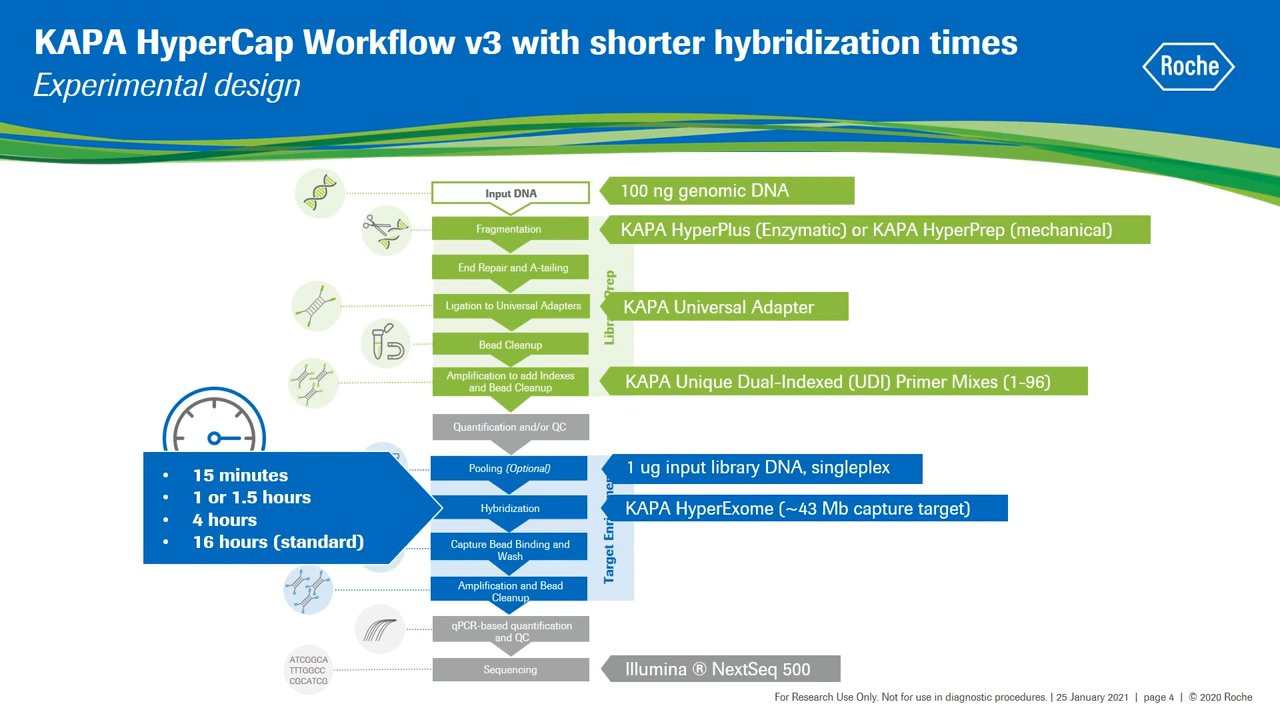 KAPA HyperCap Workflow v3 with shorter hybridization times
Experimental design
Roche
Input DNA
100 ng genomic DNA
Fragmentation
KAPA HyperPlus (Enzymatic) or KAPA HyperPrep (mechanical)
End Repair and A-tailing
Ligation to Universal Adapters
KAPA Universal Adapter
Bead Cleanup
Amplification to add Indexes
and Bead Cleanup
KAPA Unique Dual-Indexed (UDI) Primer Mixes (1-96)
Quantification and/or QC
Pooling (Optional)
1 ug input library DNA, singleplex
• 15 minutes
• 1 or 1.5 hours
• 4 hours
• 16 hours (standard)
Hybridization
KAPA HyperExome (~43 Mb capture target)
Target
Capture Bead Binding and
Wash
Amplification and Bead
Cleanup
qPCR-based quantification
and QC
ATCGGCA
TTTGGCC
CGCATCG
Sequencing
Illumina ® NextSeq 500
For Research Use Only. Not for use in diagnostic procedures. | 25 January 2021 | page 4 | © 2020 Roche